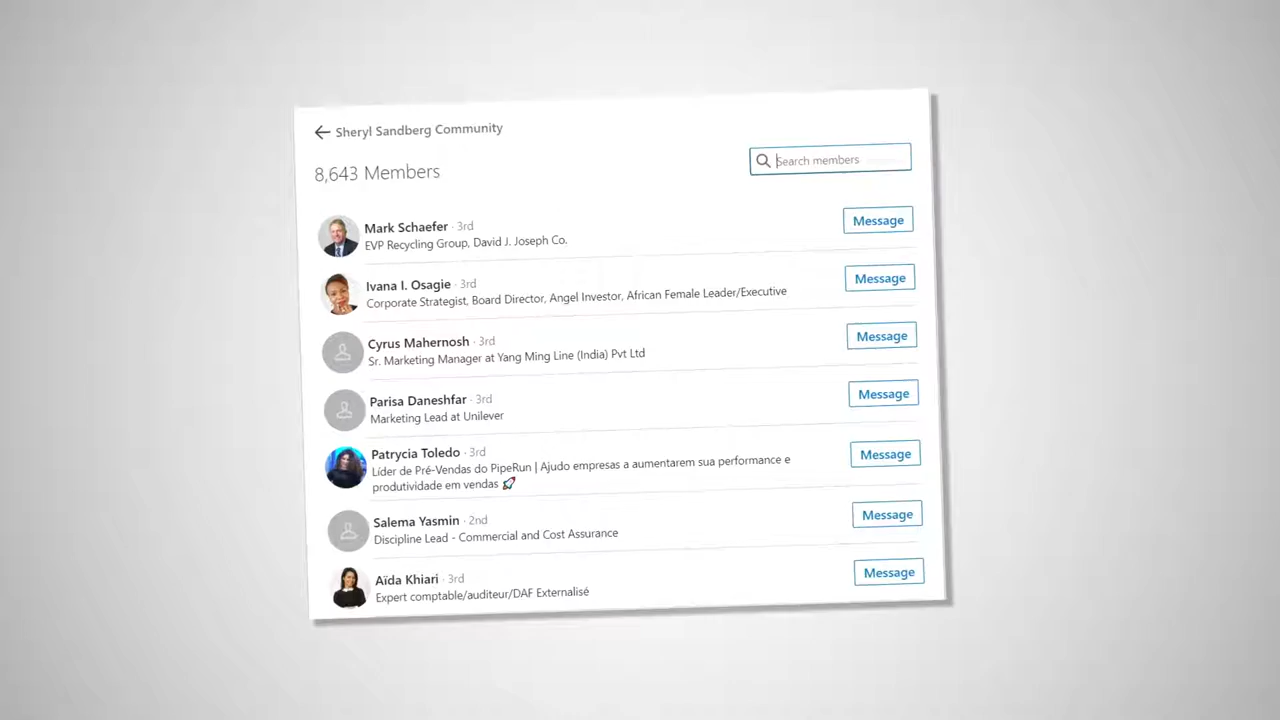 Sheryl Sandberg Community
8,643 Members
Search members
Mark Schaefer · 3rd
EVP Recycling Group, David J. Joseph Co.
Message
Ivana I. Osagie · 3rd
Corporate Strategist, Board Director, Angel Investor, African Female Leader/Executive
Message
Cyrus Mahernosh · 3rd
Sr. Marketing Manager at Yang Ming Line (India) Pvt Ltd
Message
Parisa Daneshfar · 3rd
Marketing Lead at Unilever
Message
Patrycia Toledo · 3rd
Líder de Pré-Vendas do PipeRun | Ajudo empresas a aumentarem sua performance e
produtividade em vendas 🚀
Message
Salema Yasmin · 2nd
Discipline Lead - Commercial and Cost Assurance
Message
Aïda Khiari · 3rd
Expert comptable/auditeur/DAF Externalisé
Message